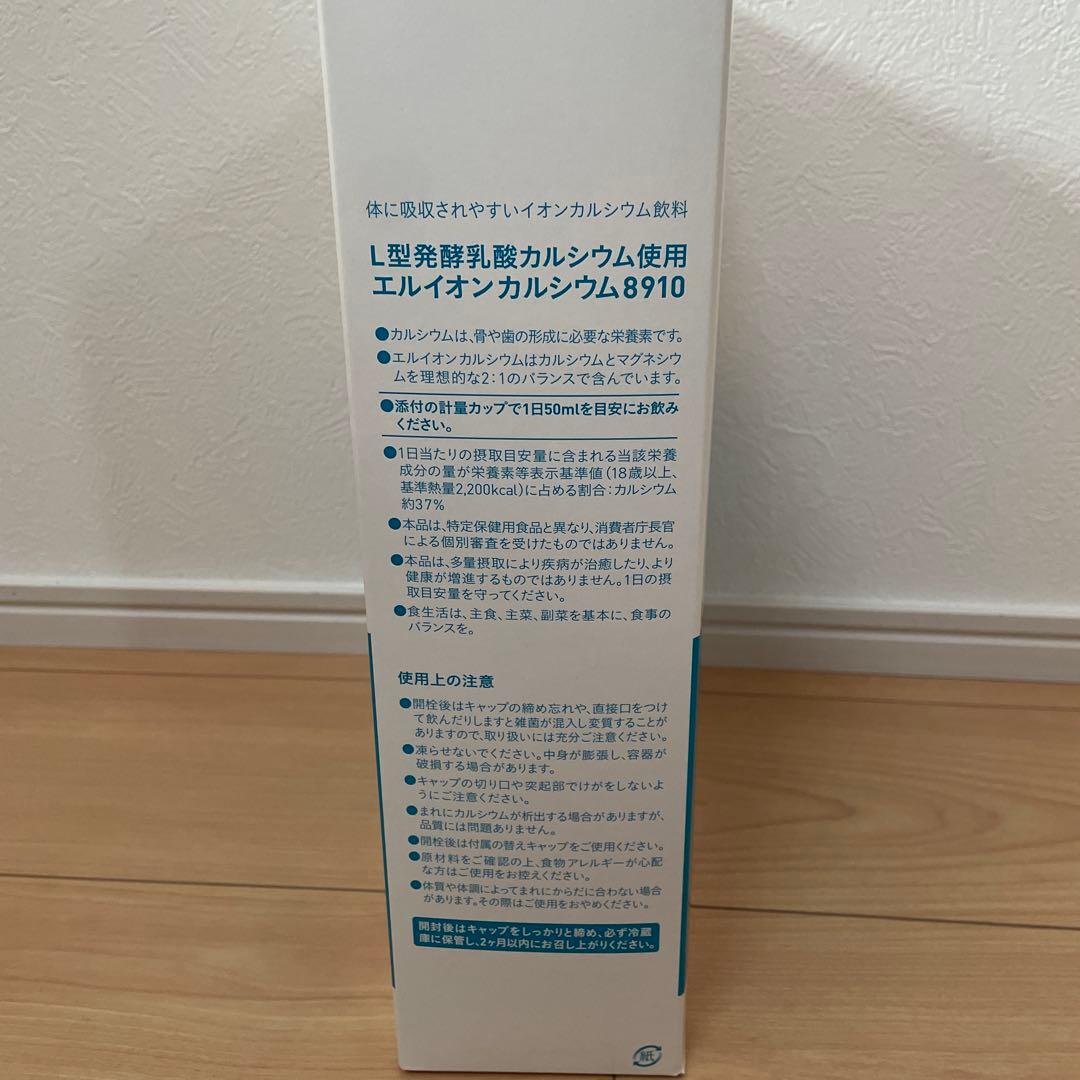 体に吸収されやすいイオンカルシウム飲料
L型発酵乳酸カルシウム使用
エルイオンカルシウム8910
●カルシウムは、骨や歯の形成に必要な栄養素です。
●エルイオンカルシウムはカルシウムとマグネシウ
ムを理想的な2:1のバランスで含んでいます。
●添付の計量カップで1日50mlを目安にお飲み
ください。
●1日当たりの摂取目安量に含まれる当該栄養
成分の量が栄養素等表示基準値(18歳以上、
基準熱量2,200kcal)に占める割合:カルシウム
約37%
●本品は、特定保健用食品と異なり、消費者庁長官
による個別審査を受けたものではありません。
●本品は、多量摂取により疾病が治癒したり、より
健康が増進するものではありません。1日の摂
取目安量を守ってください。
●食生活は、主食、主菜、副菜を基本に、食事の
バランスを。
使用上の注意
●開栓後はキャップの締め忘れや、直接口をつけ
て飲んだりしますと雑菌が混入し変質することが
ありますので、取り扱いには充分ご注意ください。
●凍らせないでください。中身が膨張し、容器が
破損する場合があります。
●キャップの切り口や突起部でけがをしないよ
うにご注意ください。
●まれにカルシウムが析出する場合がありますが、
品質には問題ありません。
●開栓後は付属の替えキャップをご使用ください。
●原材料をご確認の上、食物アレルギーが心配
な方はご使用をお控えください。
●体質や体調によってまれにからだに合わない場合
があります。その際はご使用をおやめください。
開封後はキャップをしっかりと締め、必ず冷蔵
庫に保管し、2ヶ月以内にお召し上がりください。
紙